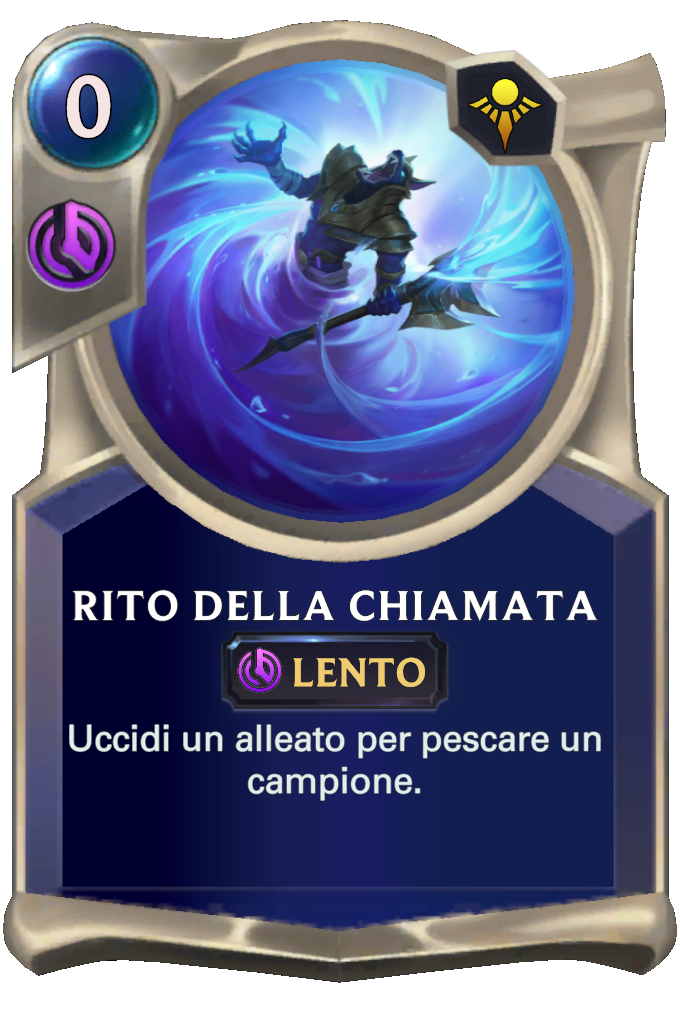 0
RITO DELLA CHIAMATA
LENTO
Uccidi un alleato per pescare un
campione.